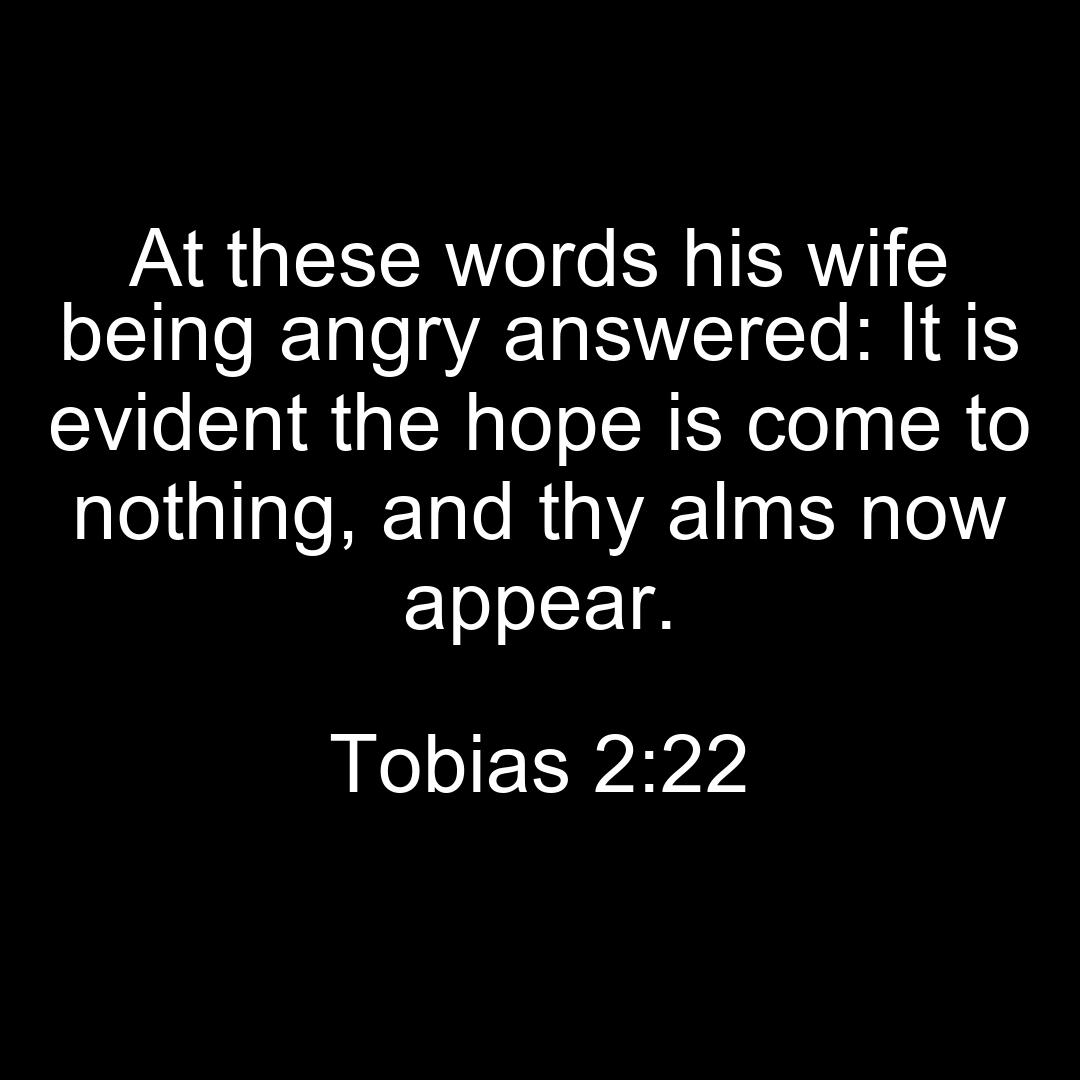 At these words his wife
being angry answered: It is
evident the hope is come to
nothing, and thy alms now
appear.
Tobias 2:22